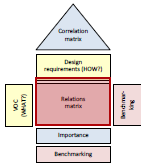 Correlation
matrix
Design
requirements (HOW?)
VOC
(WHAT?)
Relations
matrix
Benchmar-
king
Importance
Benchmarking